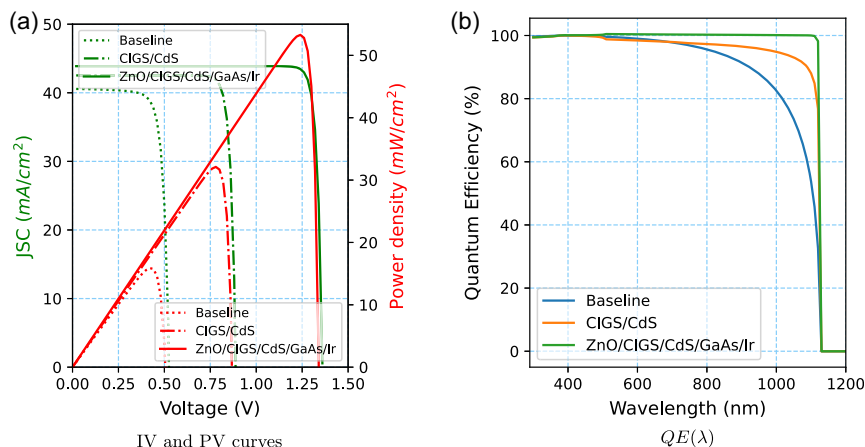 (a)
50
40
30
20
10
0
JSC (mA/cm²)
Baseline
CIGS/CdS
ZnO/CIGS/CdS/GaAs/Ir
Baseline
CIGS/CdS
ZnO/CIGS/CdS/GaAs/Ir
0.00 0.25 0.50 0.75 1.00 1.25 1.50
Voltage (V)
50
40
30
20
10
0
Power density (mW/cm²)
IV and PV curves
(b)
100
80
60
40
20
0
Quantum Efficiency (%)
Baseline
CIGS/CdS
ZnO/CIGS/CdS/GaAs/Ir
400 600 800 1000 1200
Wavelength (nm)
QE(λ)